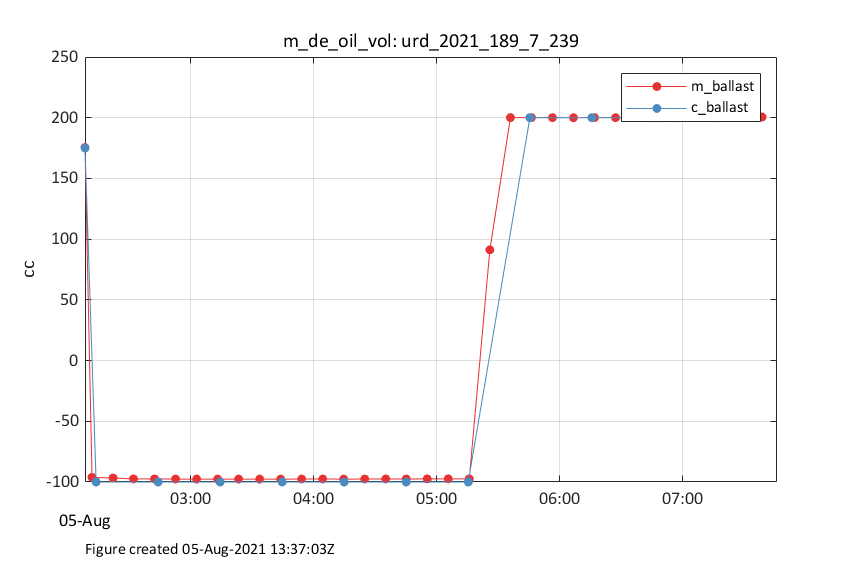 m_de_oil_vol: urd_2021_189_7_239
250
200
150
100
50
0
-50
-100
cc
m_ballast
c_ballast
03:00 04:00 05:00 06:00 07:00
05-Aug
Figure created 05-Aug-2021 13:37:03Z